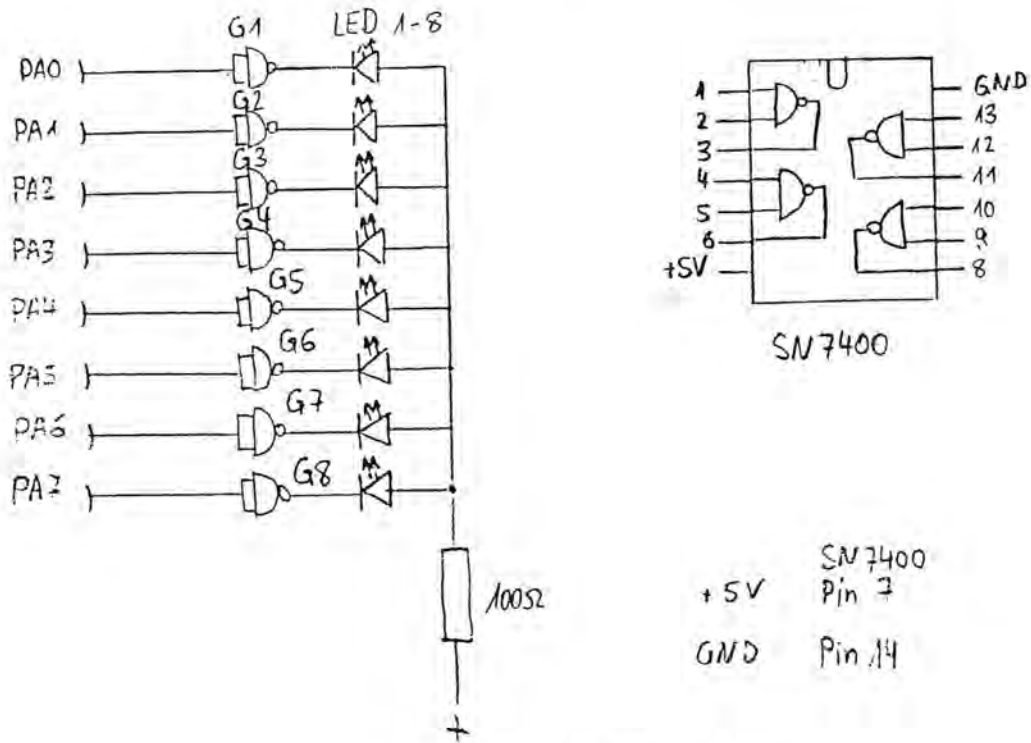 G1 LED 1-8
PA0
G2
PA1
G3
PA2
G4
PA3
G5
PA4
G6
PA5
G7
PA6
G8
PA7
100Ω
+
1
2
3
4
5
6
+5V
GND
13
12
11
10
9
8
SN7400
SN7400
+5V Pin 7
GND Pin 14